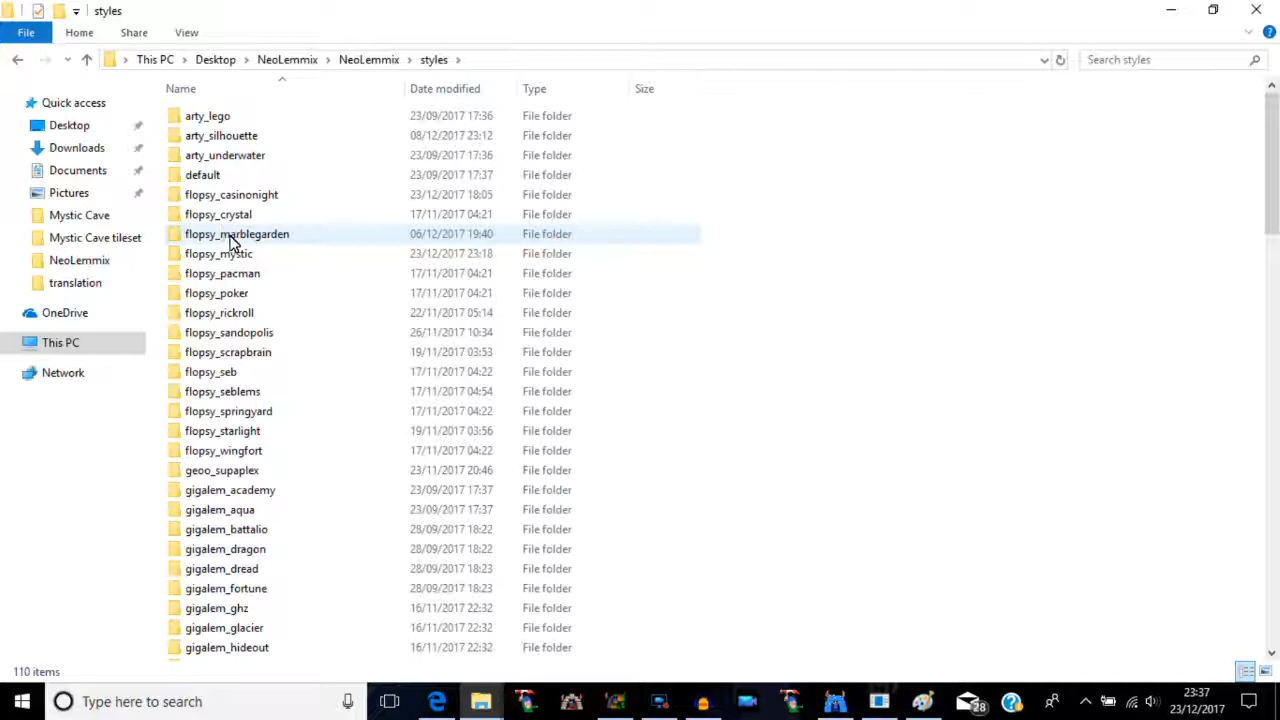 styles
File Home Share View
This PC > Desktop > NeoLemmix > NeoLemmix > styles >
Search styles
Name Date modified Type Size
Quick access
Desktop
Downloads
Documents
Pictures
Mystic Cave
Mystic Cave tileset
NeoLemmix
translation
OneDrive
This PC
Network
arty_lego 23/09/2017 17:36 File folder
arty_silhouette 08/12/2017 23:12 File folder
arty_underwater 23/09/2017 17:36 File folder
default 23/09/2017 17:37 File folder
flopsy_casinonight 23/12/2017 18:05 File folder
flopsy_crystal 17/11/2017 04:21 File folder
flopsy_marblegarden 06/12/2017 19:40 File folder
flopsy_mystic 23/12/2017 23:18 File folder
flopsy_pacman 17/11/2017 04:21 File folder
flopsy_poker 17/11/2017 04:21 File folder
flopsy_rickroll 22/11/2017 05:14 File folder
flopsy_sandopolis 26/11/2017 10:34 File folder
flopsy_scrapbrain 19/11/2017 03:53 File folder
flopsy_seb 17/11/2017 04:22 File folder
flopsy_seblems 17/11/2017 04:54 File folder
flopsy_springyard 17/11/2017 04:22 File folder
flopsy_starlight 19/11/2017 03:56 File folder
flopsy_wingfort 17/11/2017 04:22 File folder
geoo_supaplex 23/11/2017 20:46 File folder
gigalem_academy 23/09/2017 17:37 File folder
gigalem_aqua 23/09/2017 17:37 File folder
gigalem_battalio 28/09/2017 18:22 File folder
gigalem_dragon 28/09/2017 18:22 File folder
gigalem_dread 28/09/2017 18:23 File folder
gigalem_fortune 28/09/2017 18:23 File folder
gigalem_ghz 16/11/2017 22:32 File folder
gigalem_glacier 16/11/2017 22:32 File folder
gigalem_hideout 16/11/2017 22:32 File folder
110 items
Type here to search
28
23:37
23/12/2017